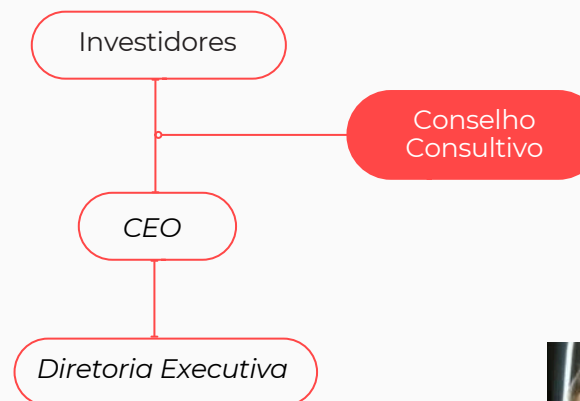 Investidores
Conselho
Consultivo
CEO
Diretoria Executiva